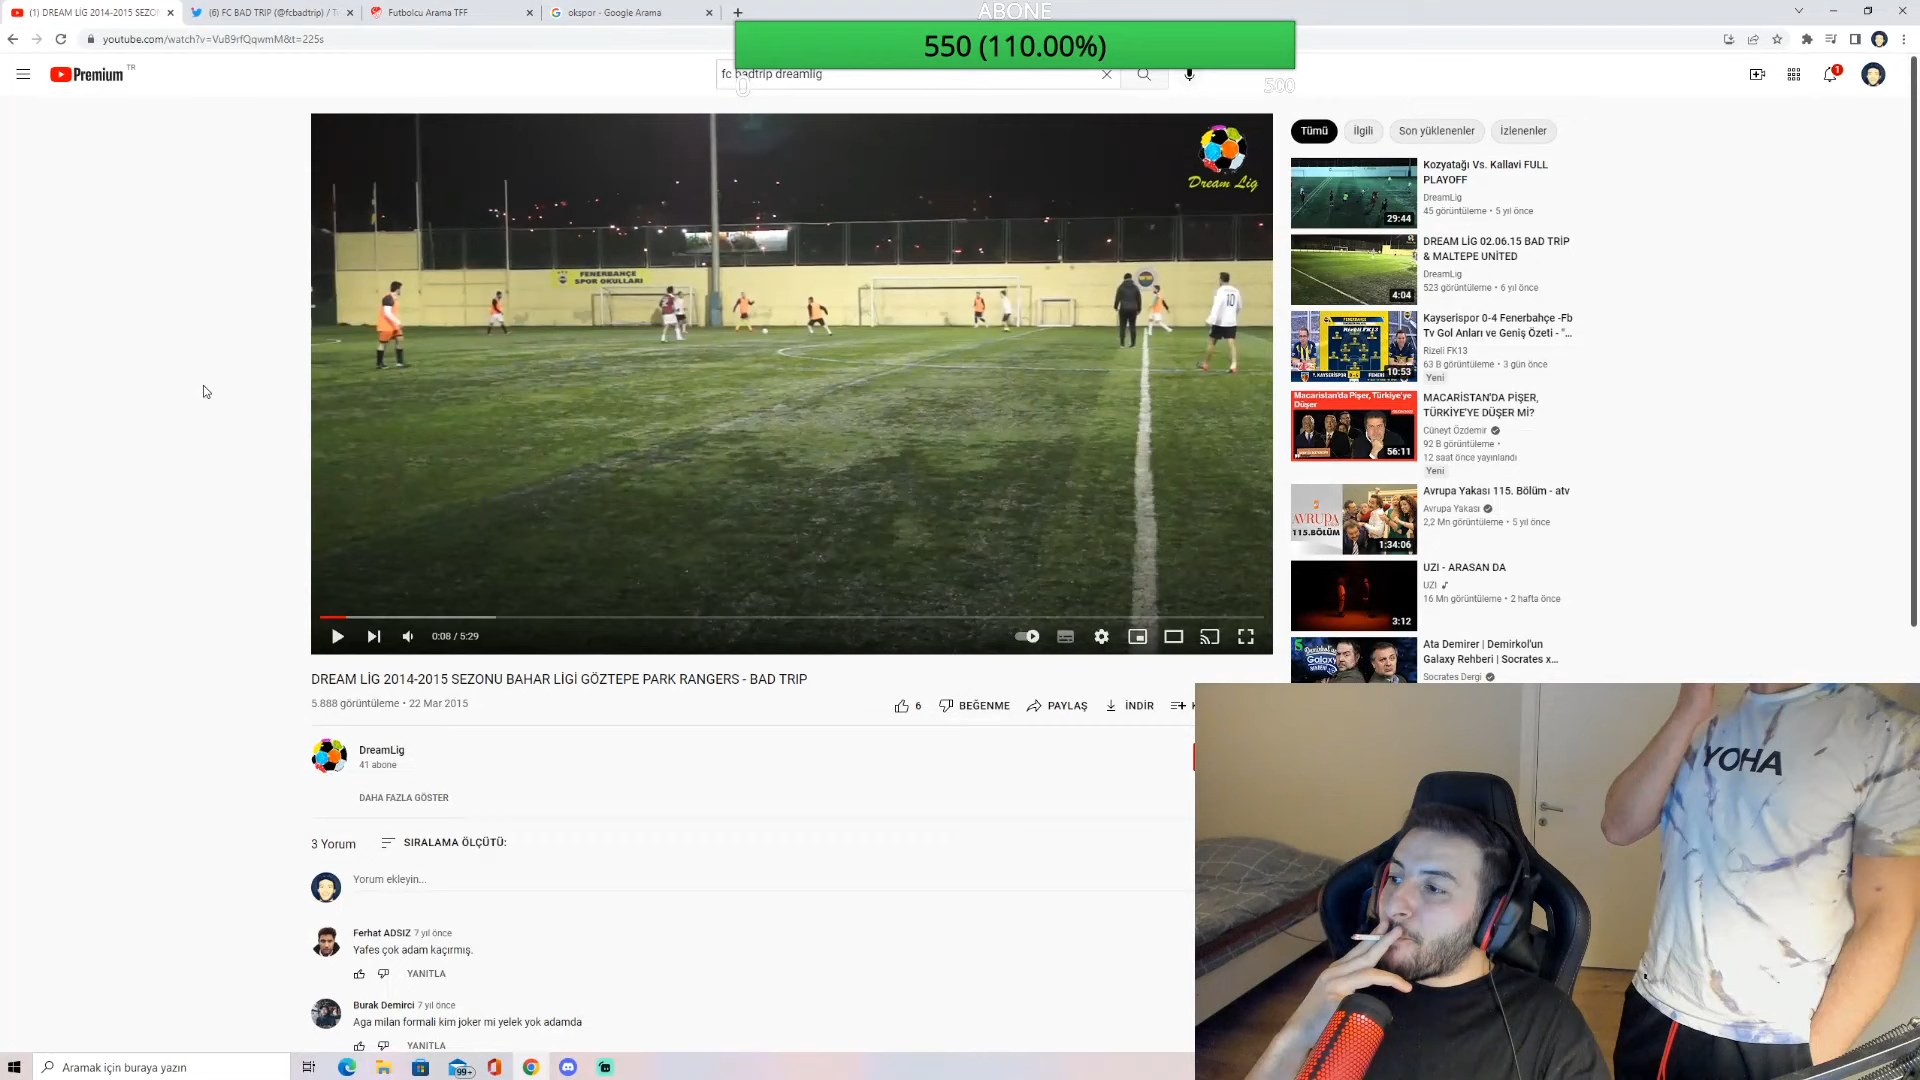 (1) DREAM LİG 2014-2015 SEZO
(6) FC BAD TRIP (@fcbadtrip) / T
Futbolcu Arama TFF
okspor - Google Arama
ABONE
550 (110.00%)
0
500
youtube.com/watch?v=VuB9rfQqwmM&t=225s
Premium
TR
fc badtrip dreamlig
1
Dream Lig
FENERBAHÇE
SPOR OKULLARI
10
0:08 / 5:29
Tümü
İlgili
Son yüklenenler
İzlenenler
Kozyatağı Vs. Kallavi FULL
PLAYOFF
DreamLig
45 görüntüleme • 5 yıl önce
29:44
DREAM LİG 02.06.15 BAD TRİP
& MALTEPE UNİTED
DreamLig
523 görüntüleme • 6 yıl önce
4:04
Kayserispor 0-4 Fenerbahçe -Fb
Tv Gol Anları ve Geniş Özeti - "...
Rizeli FK13
63 B görüntüleme • 3 gün önce
Yeni
10:53
MACARİSTAN'DA PİŞER,
TÜRKİYE'YE DÜŞER Mİ?
Cüneyt Özdemir
92 B görüntüleme •
12 saat önce yayınlandı
Yeni
Macaristan'da Pişer, Türkiye'ye
Düşer
56:11
Avrupa Yakası 115. Bölüm - atv
Avrupa Yakası
2,2 Mn görüntüleme • 5 yıl önce
AVRUPA
115.BÖLÜM
1:34:06
UZI - ARASAN DA
UZI
16 Mn görüntüleme • 2 hafta önce
3:12
Ata Demirer | Demirkol'un
Galaxy Rehberi | Socrates x...
Socrates Dergi
DREAM LİG 2014-2015 SEZONU BAHAR LİGİ GÖZTEPE PARK RANGERS - BAD TRIP
5.888 görüntüleme • 22 Mar 2015
6
BEĞENME
PAYLAŞ
İNDİR
K
DreamLig
41 abone
DAHA FAZLA GÖSTER
3 Yorum
SIRALAMA ÖLÇÜTÜ:
Yorum ekleyin...
Ferhat ADSIZ 7 yıl önce
Yafes çok adam kaçırmış.
YANITLA
Burak Demirci 7 yıl önce
Aga milan formali kim joker mi yelek yok adamda
YANITLA
YOHA
Aramak için buraya yazın
99+